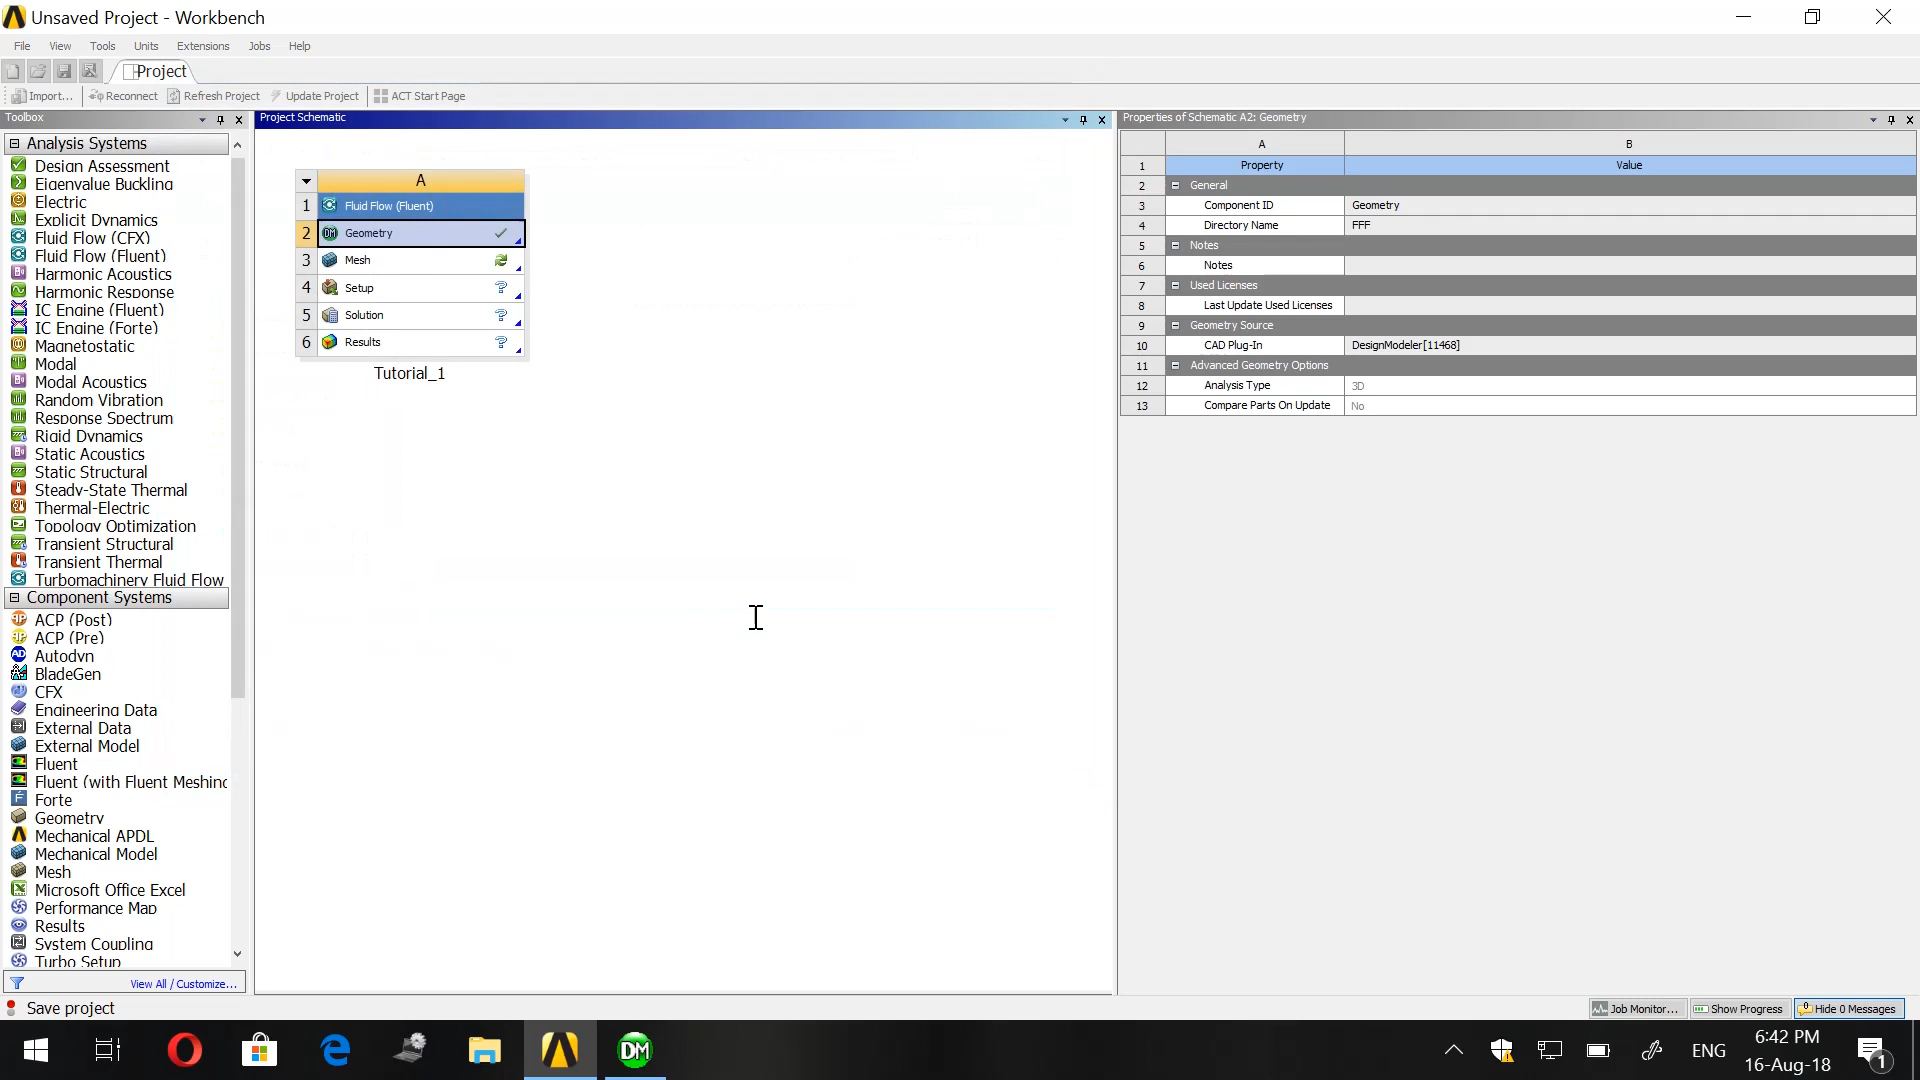 Unsaved Project - Workbench
File View Tools Units Extensions Jobs Help
Project
Import... Reconnect Refresh Project Update Project ACT Start Page
Toolbox
Analysis Systems
Design Assessment
Eigenvalue Buckling
Electric
Explicit Dynamics
Fluid Flow (CFX)
Fluid Flow (Fluent)
Harmonic Acoustics
Harmonic Response
IC Engine (Fluent)
IC Engine (Forte)
Magnetostatic
Modal
Modal Acoustics
Random Vibration
Response Spectrum
Rigid Dynamics
Static Acoustics
Static Structural
Steady-State Thermal
Thermal-Electric
Topology Optimization
Transient Structural
Transient Thermal
Turbomachinery Fluid Flow
Component Systems
ACP (Post)
ACP (Pre)
Autodyn
BladeGen
CFX
Engineering Data
External Data
External Model
Fluent
Fluent (with Fluent Meshing
Forte
Geometry
Mechanical APDL
Mechanical Model
Mesh
Microsoft Office Excel
Performance Map
Results
System Coupling
Turbo Setup
View All / Customize...
Project Schematic
A
1 Fluid Flow (Fluent)
2 DM Geometry
3 Mesh
4 Setup ?
5 Solution ?
6 Results ?
Tutorial_1
Properties of Schematic A2: Geometry
A B
1 Property Value
2 General
3 Component ID Geometry
4 Directory Name FFF
5 Notes
6 Notes
7 Used Licenses
8 Last Update Used Licenses
9 Geometry Source
10 CAD Plug-In DesignModeler[11468]
11 Advanced Geometry Options
12 Analysis Type 3D
13 Compare Parts On Update No
Save project
Job Monitor... Show Progress Hide 0 Messages
DM
ENG
6:42 PM
16-Aug-18
1